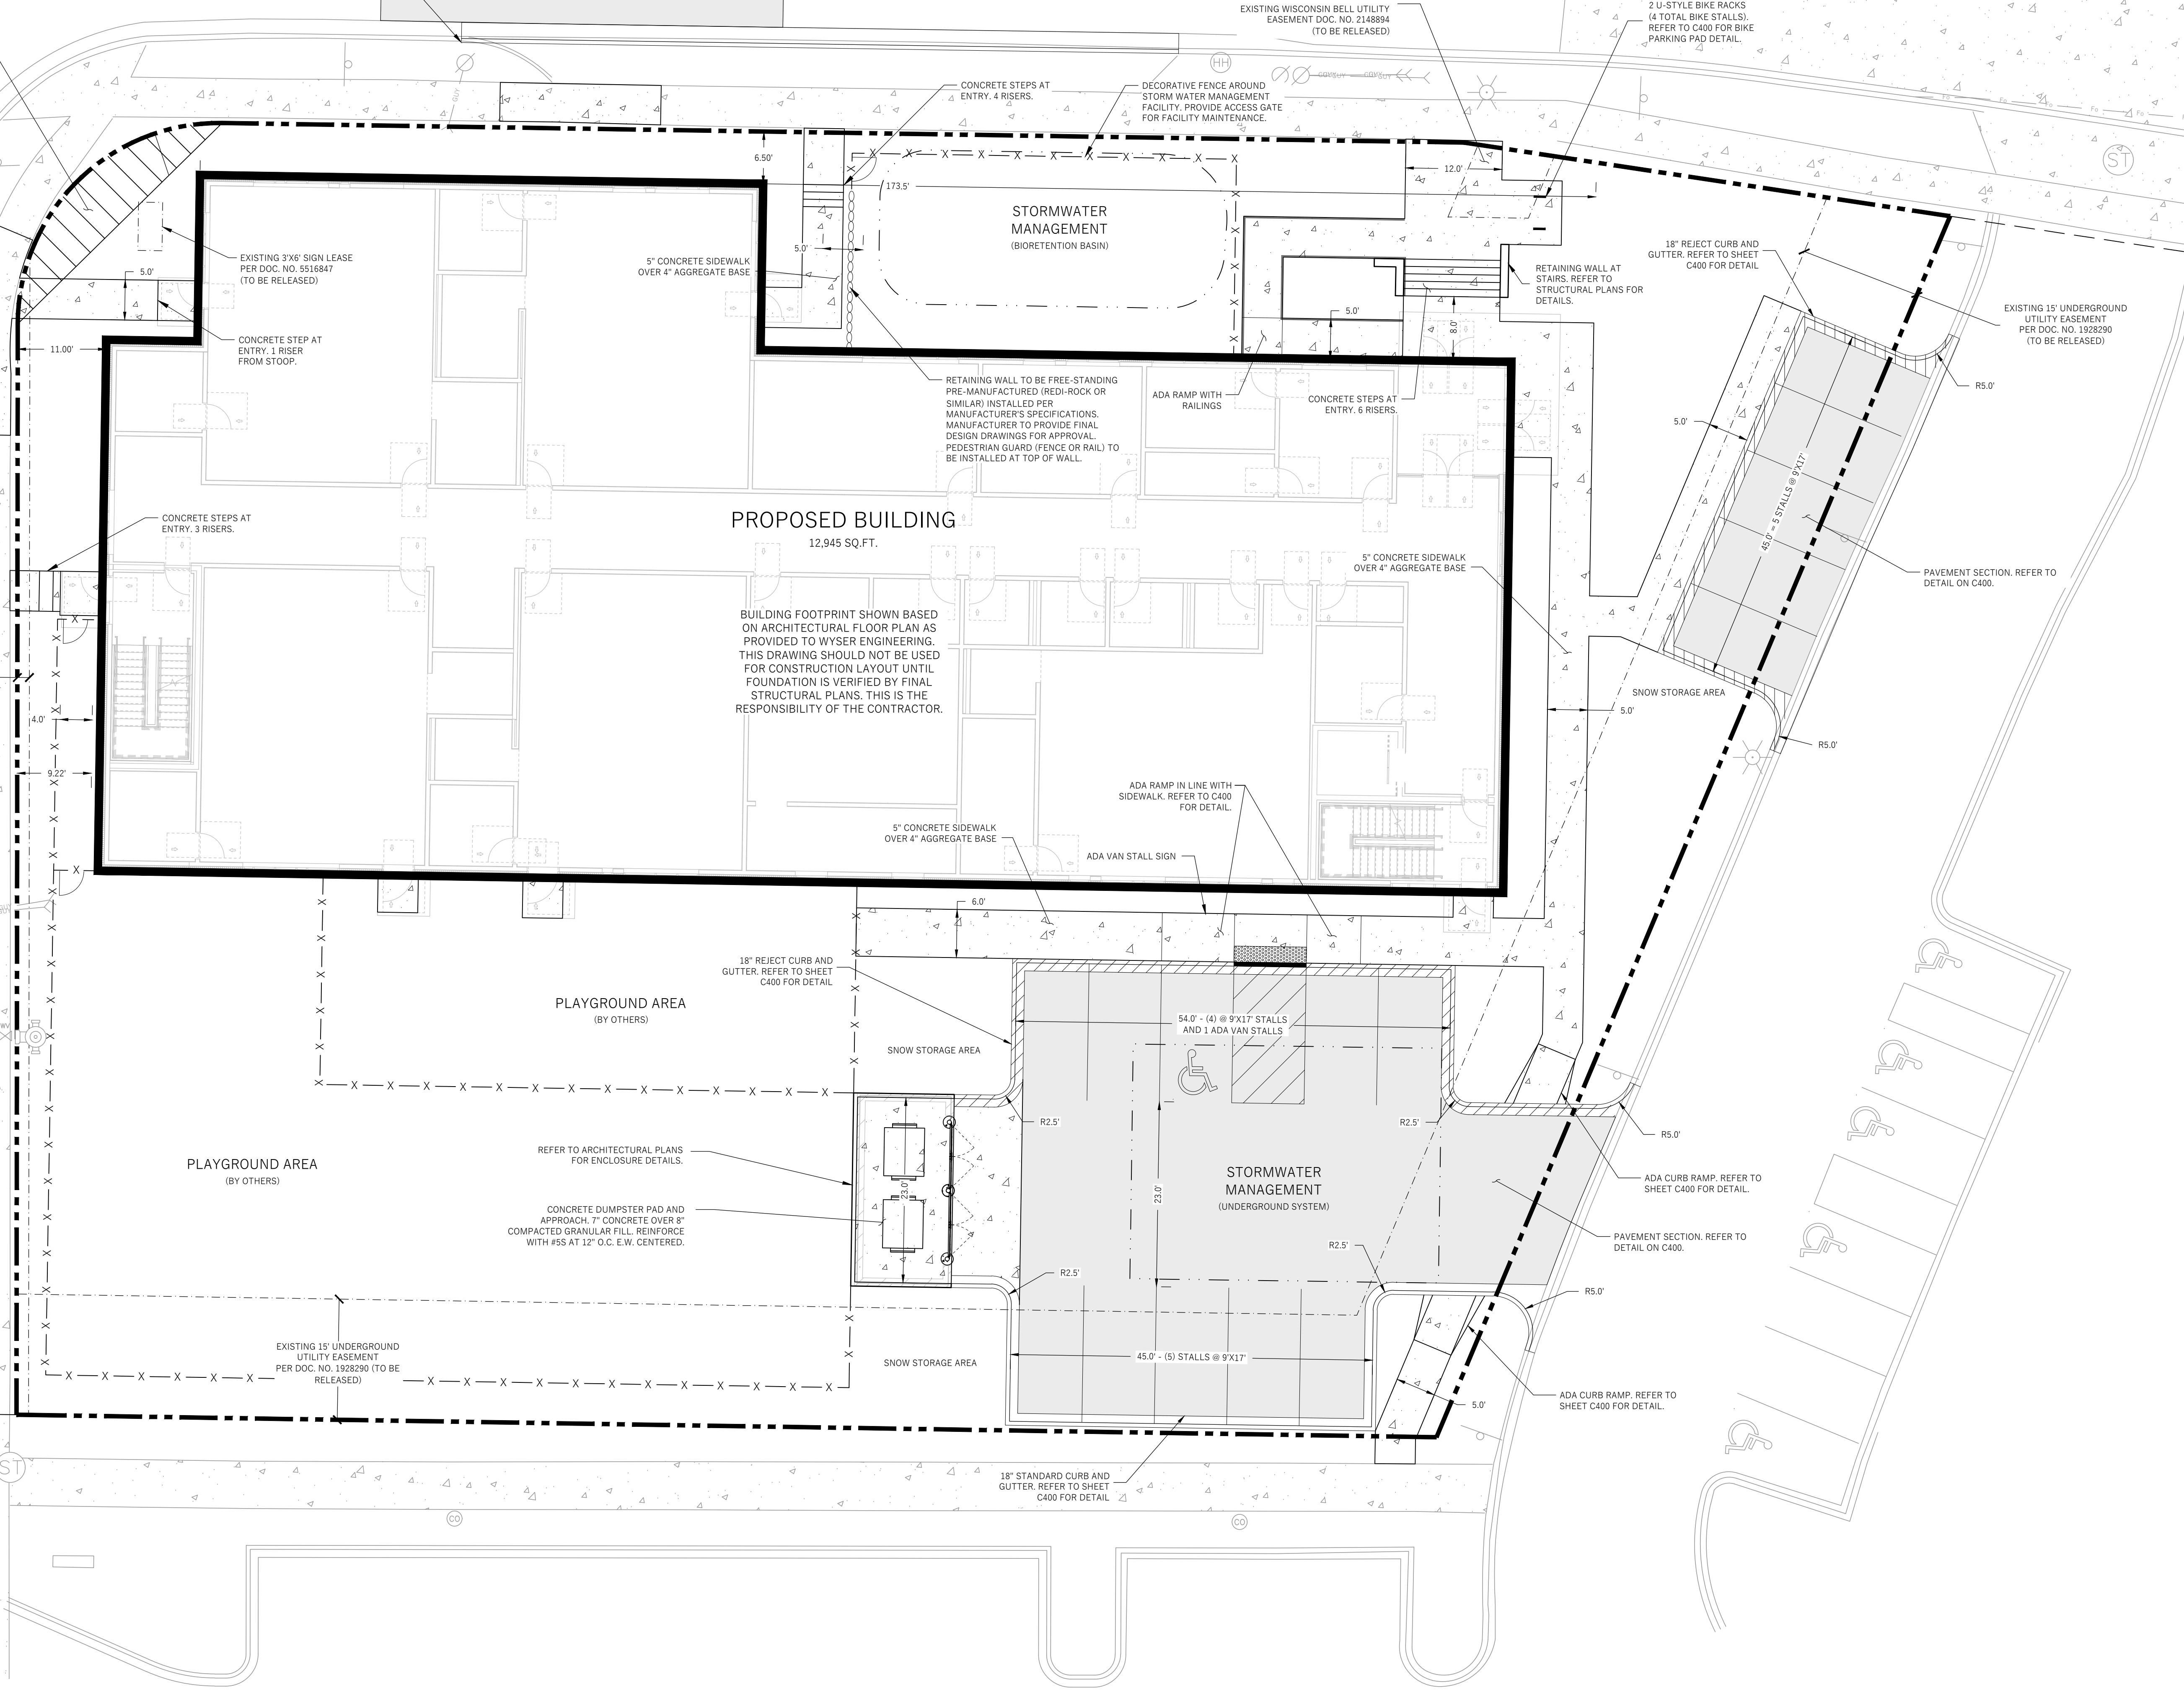 EXISTING WISCONSIN BELL UTILITY
EASEMENT DOC. NO. 2148894
(TO BE RELEASED)
2 U-STYLE BIKE RACKS
(4 TOTAL BIKE STALLS).
REFER TO C400 FOR BIKE
PARKING PAD DETAIL.
HH
GUY
CONCRETE STEPS AT
ENTRY. 4 RISERS.
DECORATIVE FENCE AROUND
STORM WATER MANAGEMENT
FACILITY. PROVIDE ACCESS GATE
FOR FACILITY MAINTENANCE.
Fo
Fo
Fo
Fo
Fo
ST
6.50'
173.5'
12.0'
STORMWATER
MANAGEMENT
(BIORETENTION BASIN)
5.0'
5" CONCRETE SIDEWALK
OVER 4" AGGREGATE BASE
EXISTING 3'X6' SIGN LEASE
PER DOC. NO. 5516847
(TO BE RELEASED)
5.0'
CONCRETE STEP AT
ENTRY. 1 RISER
FROM STOOP.
11.00'
RETAINING WALL AT
STAIRS. REFER TO
STRUCTURAL PLANS FOR
DETAILS.
18" REJECT CURB AND
GUTTER. REFER TO SHEET
C400 FOR DETAIL
EXISTING 15' UNDERGROUND
UTILITY EASEMENT
PER DOC. NO. 1928290
(TO BE RELEASED)
5.0'
8.0'
R5.0'
RETAINING WALL TO BE FREE-STANDING
PRE-MANUFACTURED (REDI-ROCK OR
SIMILAR) INSTALLED PER
MANUFACTURER'S SPECIFICATIONS.
MANUFACTURER TO PROVIDE FINAL
DESIGN DRAWINGS FOR APPROVAL.
PEDESTRIAN GUARD (FENCE OR RAIL) TO
BE INSTALLED AT TOP OF WALL.
ADA RAMP WITH
RAILINGS
CONCRETE STEPS AT
ENTRY. 6 RISERS.
5.0'
45.0' = 5 STALLS @ 9'X17'
CONCRETE STEPS AT
ENTRY. 3 RISERS.
PROPOSED BUILDING
12,945 SQ.FT.
5" CONCRETE SIDEWALK
OVER 4" AGGREGATE BASE
PAVEMENT SECTION. REFER TO
DETAIL ON C400.
BUILDING FOOTPRINT SHOWN BASED
ON ARCHITECTURAL FLOOR PLAN AS
PROVIDED TO WYSER ENGINEERING.
THIS DRAWING SHOULD NOT BE USED
FOR CONSTRUCTION LAYOUT UNTIL
FOUNDATION IS VERIFIED BY FINAL
STRUCTURAL PLANS. THIS IS THE
RESPONSIBILITY OF THE CONTRACTOR.
SNOW STORAGE AREA
5.0'
4.0'
R5.0'
9.22'
ADA RAMP IN LINE WITH
SIDEWALK. REFER TO C400
FOR DETAIL.
5" CONCRETE SIDEWALK
OVER 4" AGGREGATE BASE
ADA VAN STALL SIGN
6.0'
18" REJECT CURB AND
GUTTER. REFER TO SHEET
C400 FOR DETAIL
PLAYGROUND AREA
(BY OTHERS)
54.0' - (4) @ 9'X17' STALLS
AND 1 ADA VAN STALLS
SNOW STORAGE AREA
WV
R2.5'
R2.5'
R5.0'
REFER TO ARCHITECTURAL PLANS
FOR ENCLOSURE DETAILS.
PLAYGROUND AREA
(BY OTHERS)
23.0'
23.0'
STORMWATER
MANAGEMENT
(UNDERGROUND SYSTEM)
ADA CURB RAMP. REFER TO
SHEET C400 FOR DETAIL.
CONCRETE DUMPSTER PAD AND
APPROACH. 7" CONCRETE OVER 8"
COMPACTED GRANULAR FILL. REINFORCE
WITH #5S AT 12" O.C. E.W. CENTERED.
PAVEMENT SECTION. REFER TO
DETAIL ON C400.
R2.5'
R2.5'
R5.0'
EXISTING 15' UNDERGROUND
UTILITY EASEMENT
PER DOC. NO. 1928290 (TO BE
RELEASED)
SNOW STORAGE AREA
45.0' - (5) STALLS @ 9'X17'
ADA CURB RAMP. REFER TO
SHEET C400 FOR DETAIL.
5.0'
ST
18" STANDARD CURB AND
GUTTER. REFER TO SHEET
C400 FOR DETAIL
CO
CO